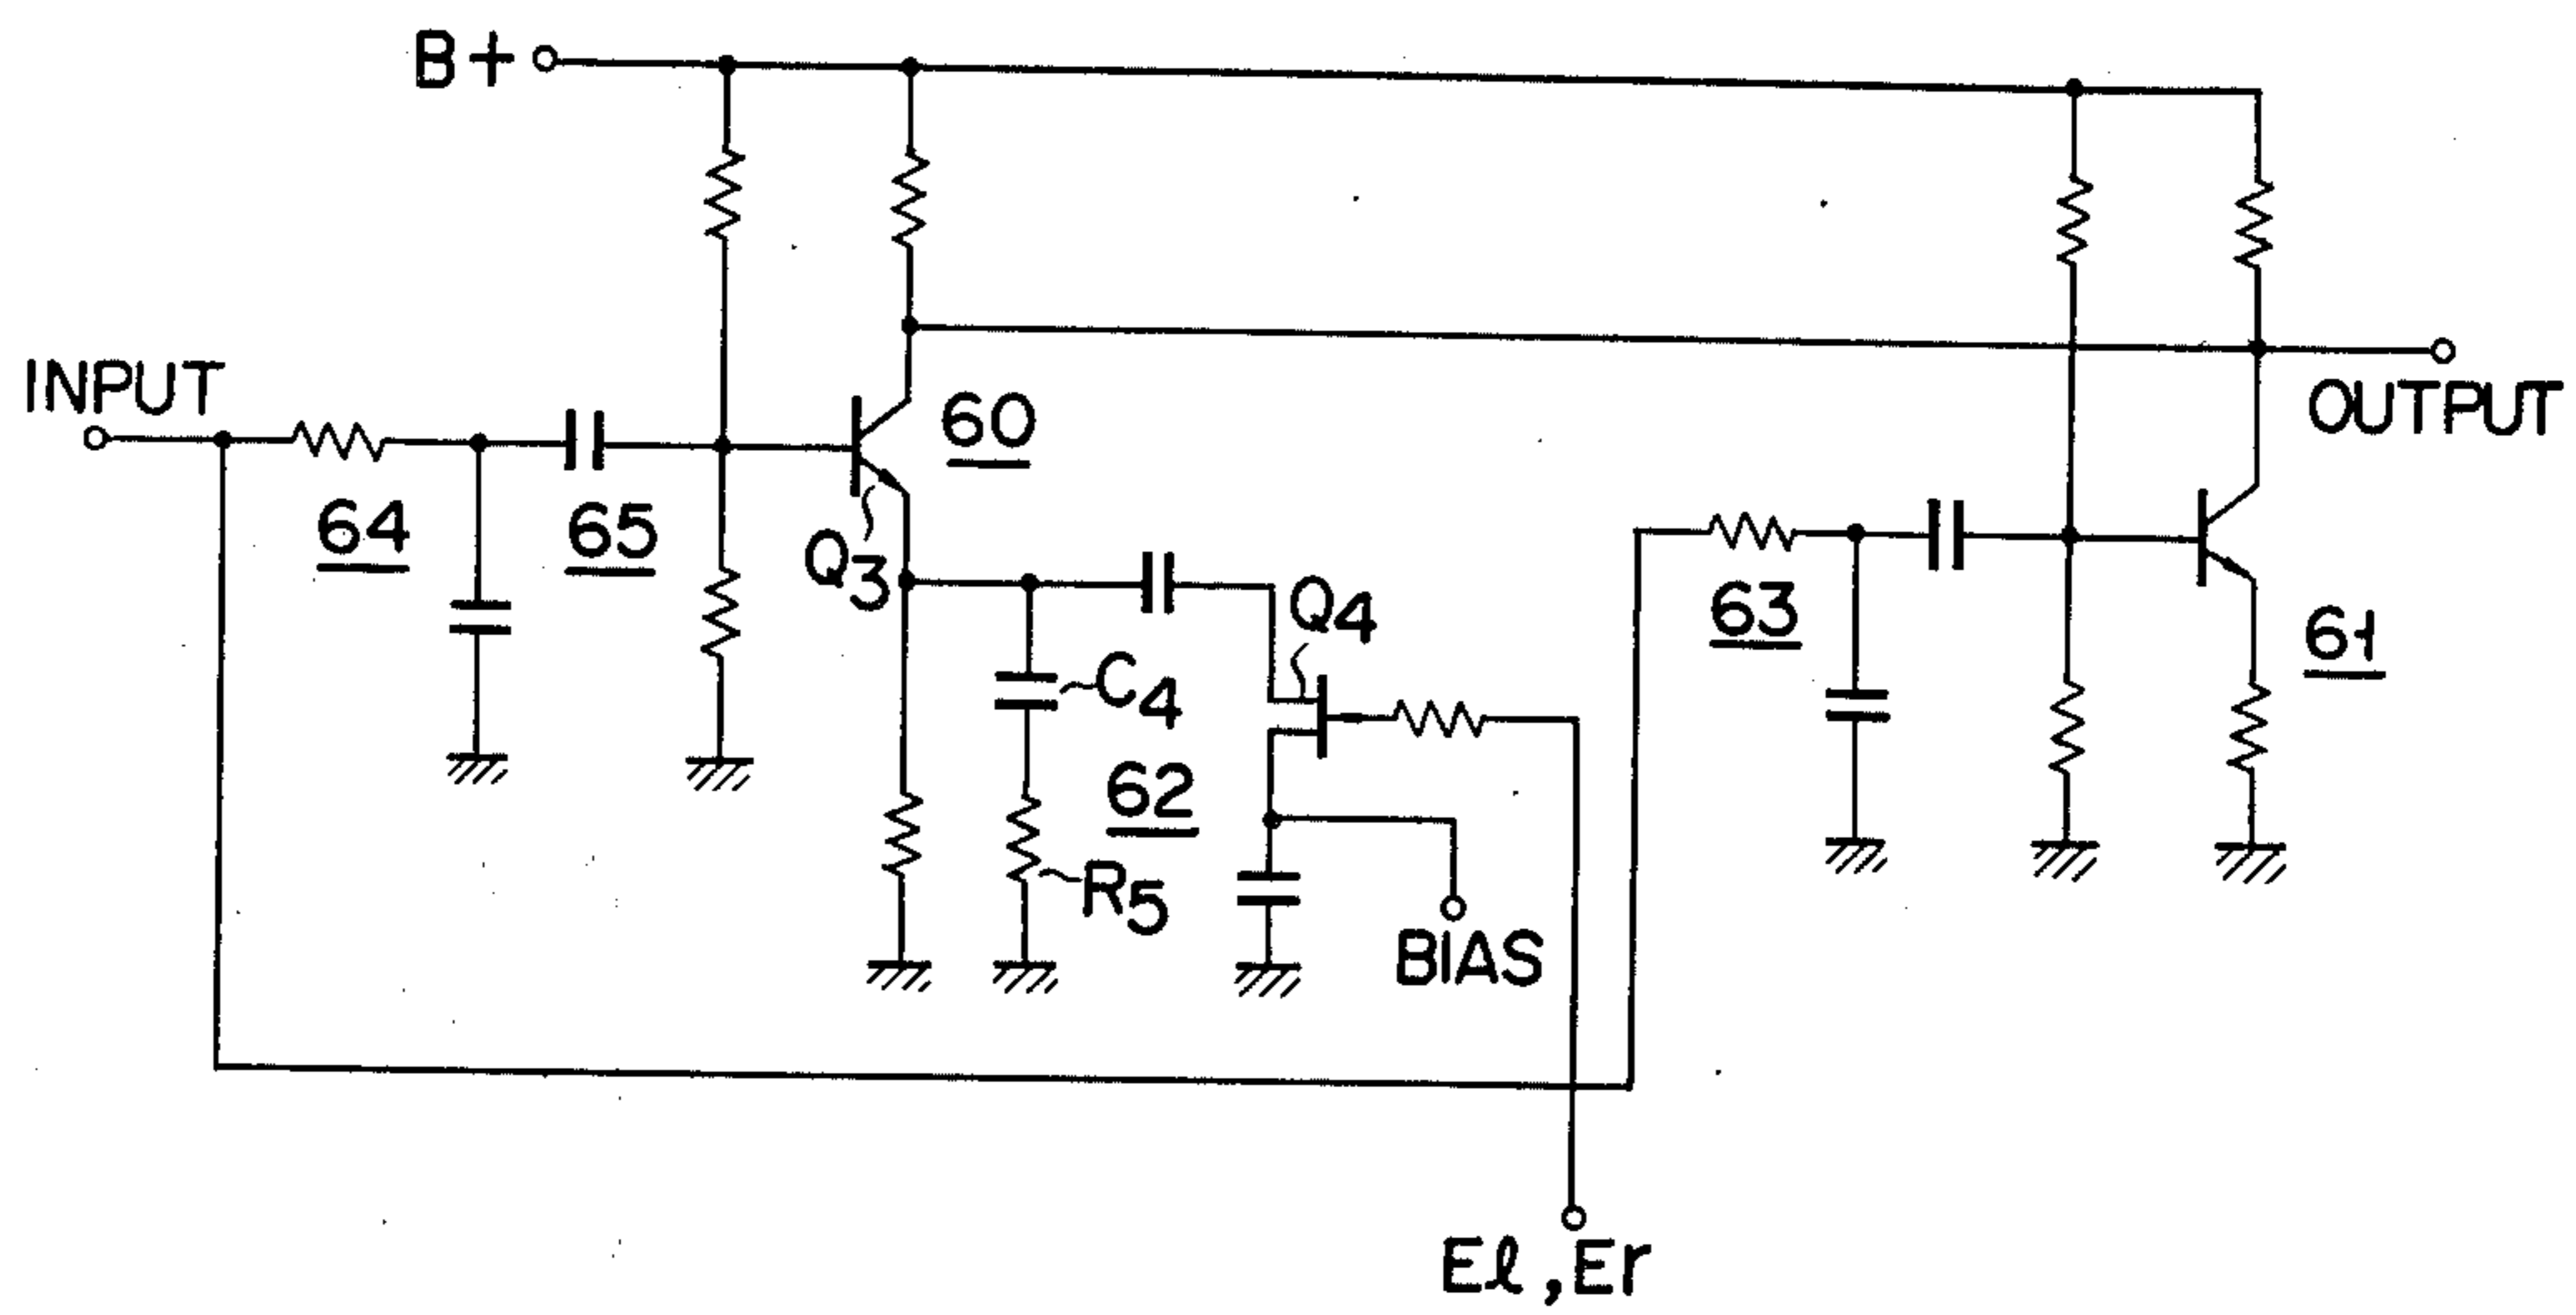 B+
INPUT
60
OUTPUT
64
65
Q3
Q4
63
61
C4
62
R5
BIAS
El, Er